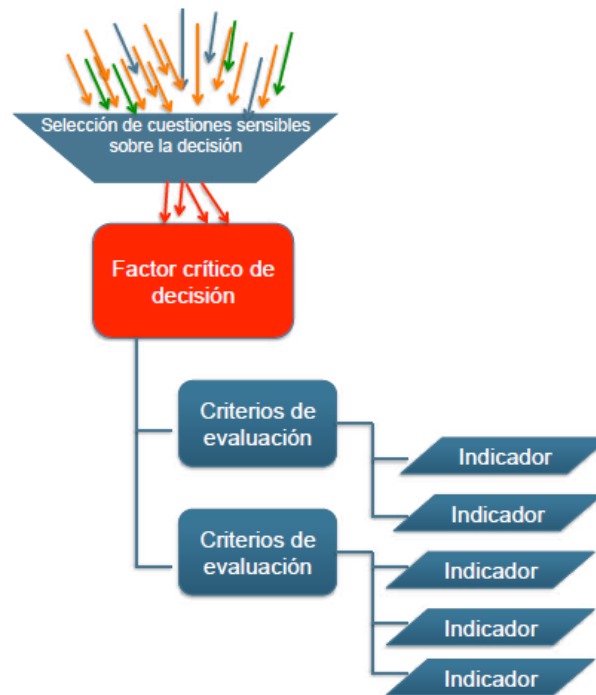 Selección de cuestiones sensibles
sobre la decisión
Factor crítico de
decisión
Criterios de
evaluación
Indicador
Indicador
Criterios de
evaluación
Indicador
Indicador
Indicador